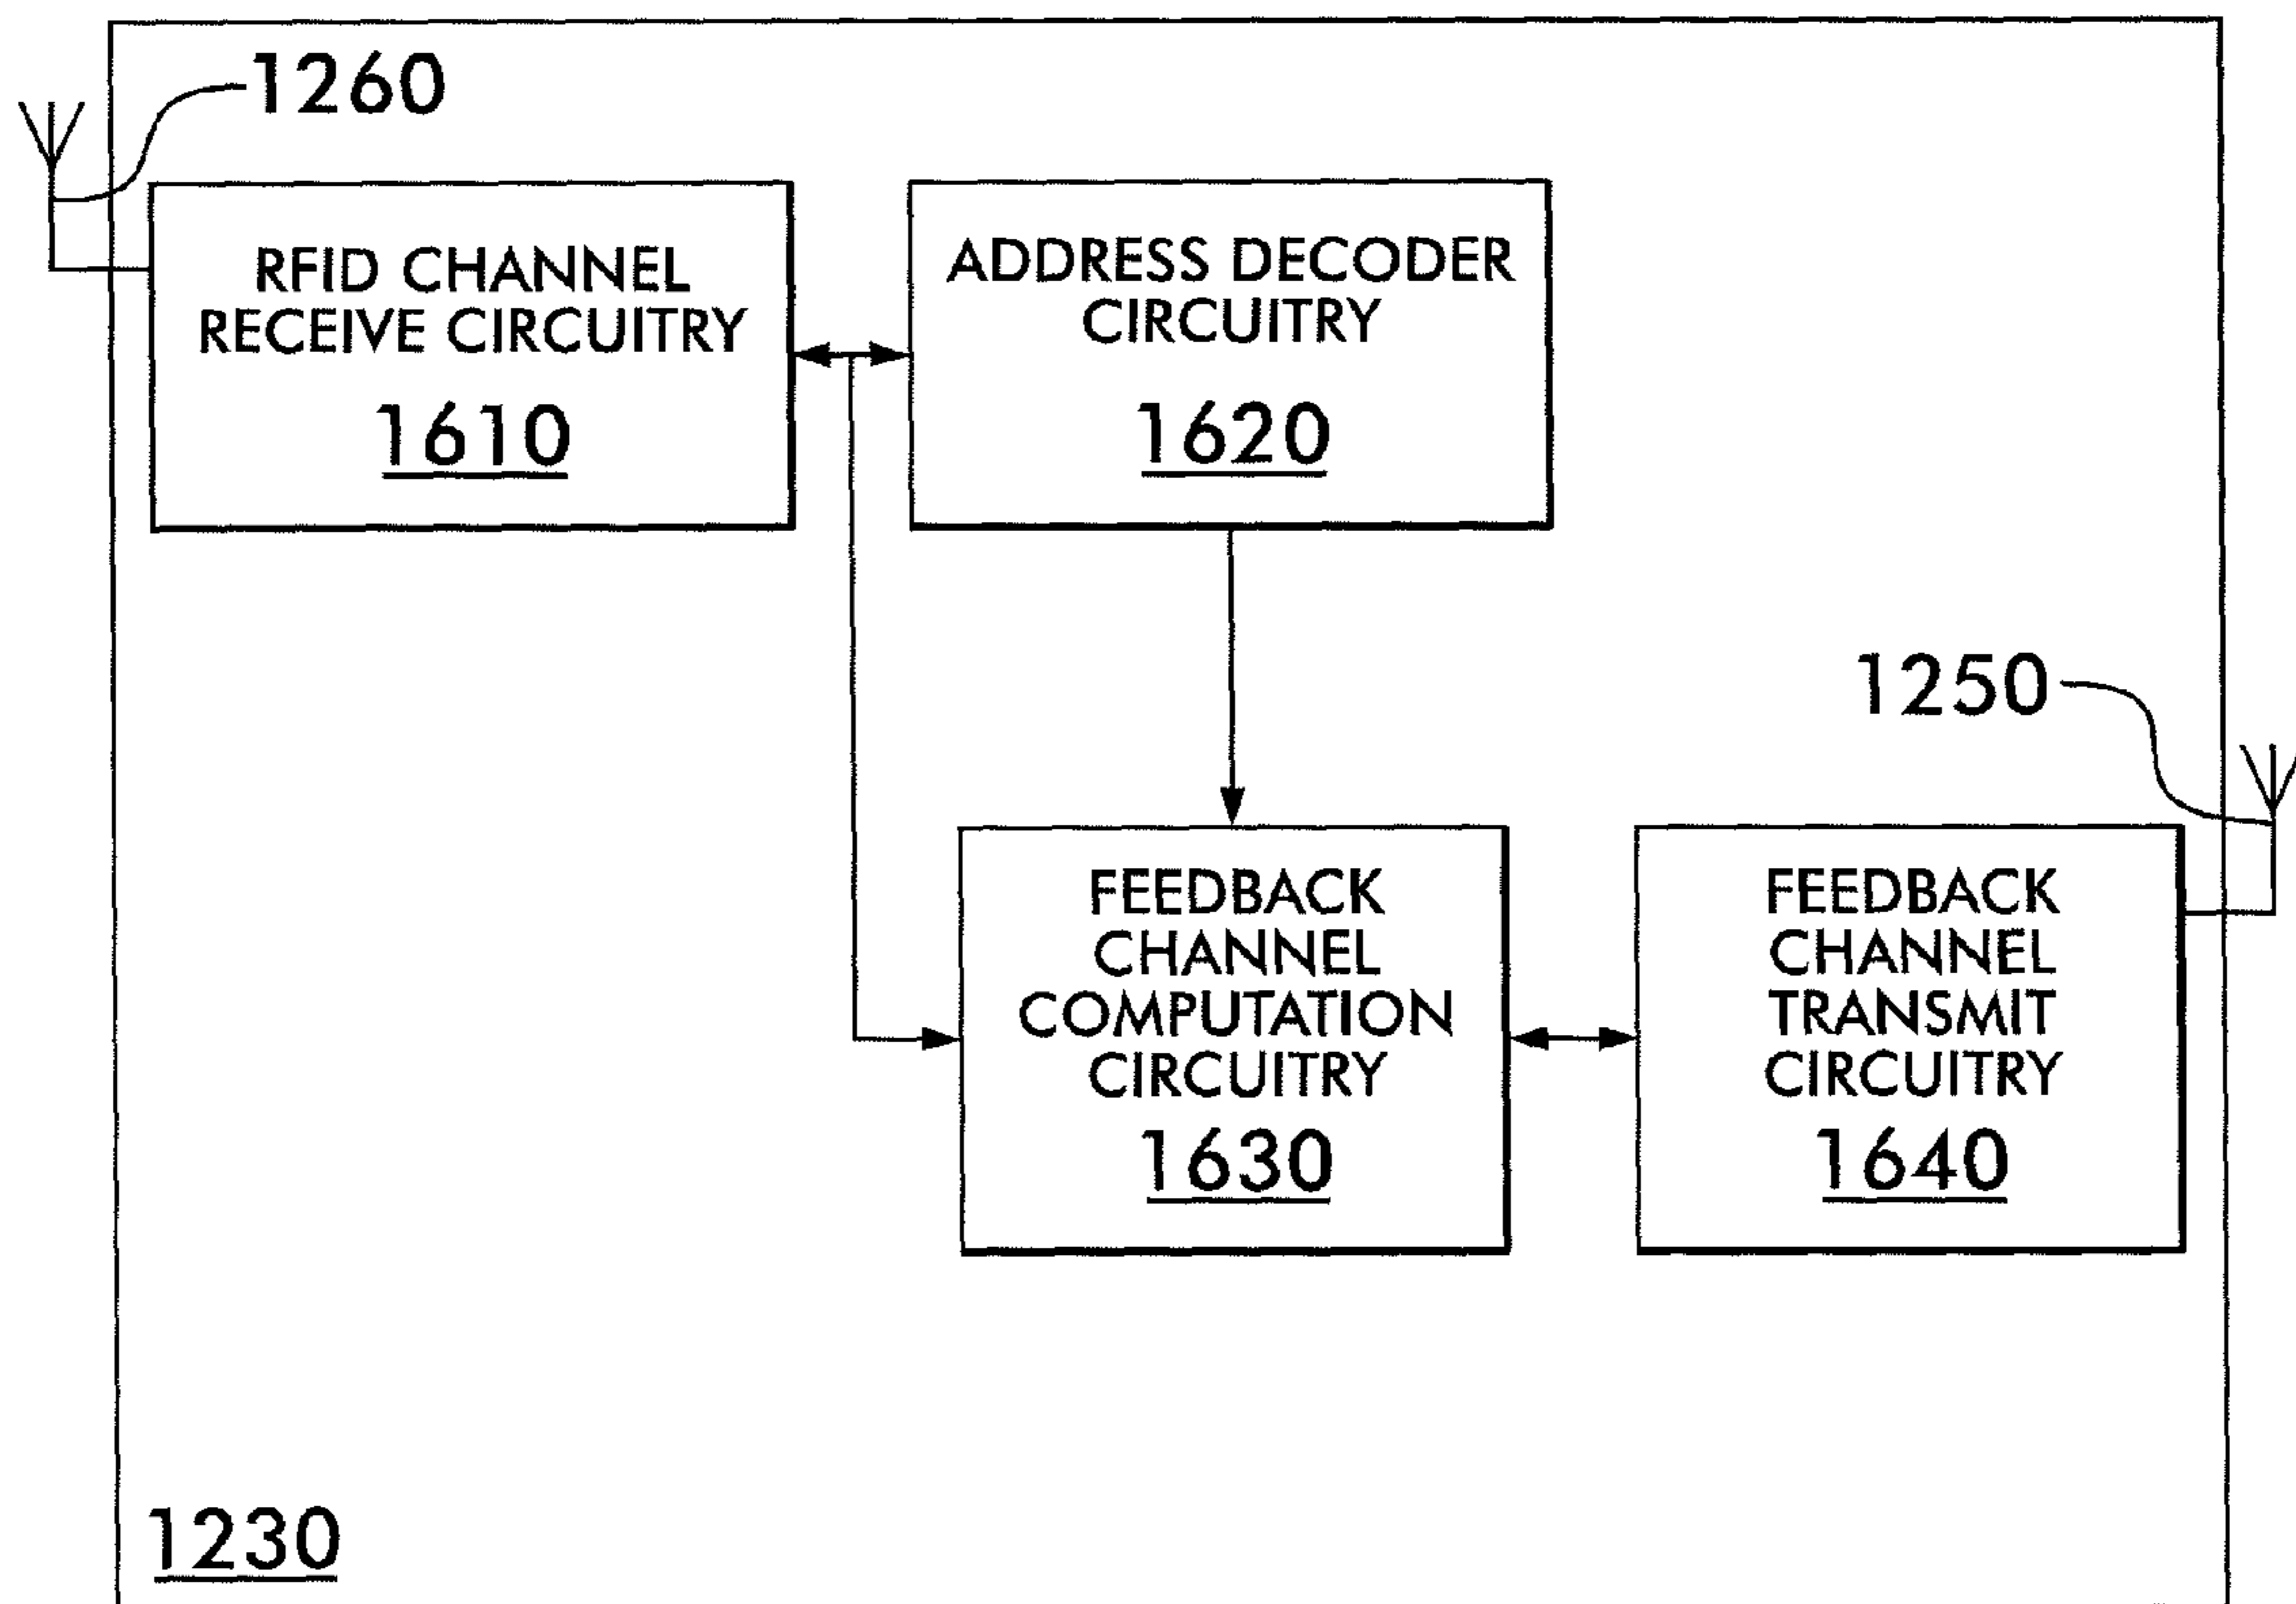 1260
RFID CHANNEL
RECEIVE CIRCUITRY
1610
ADDRESS DECODER
CIRCUITRY
1620
1250
FEEDBACK
CHANNEL
COMPUTATION
CIRCUITRY
1630
FEEDBACK
CHANNEL
TRANSMIT
CIRCUITRY
1640
1230